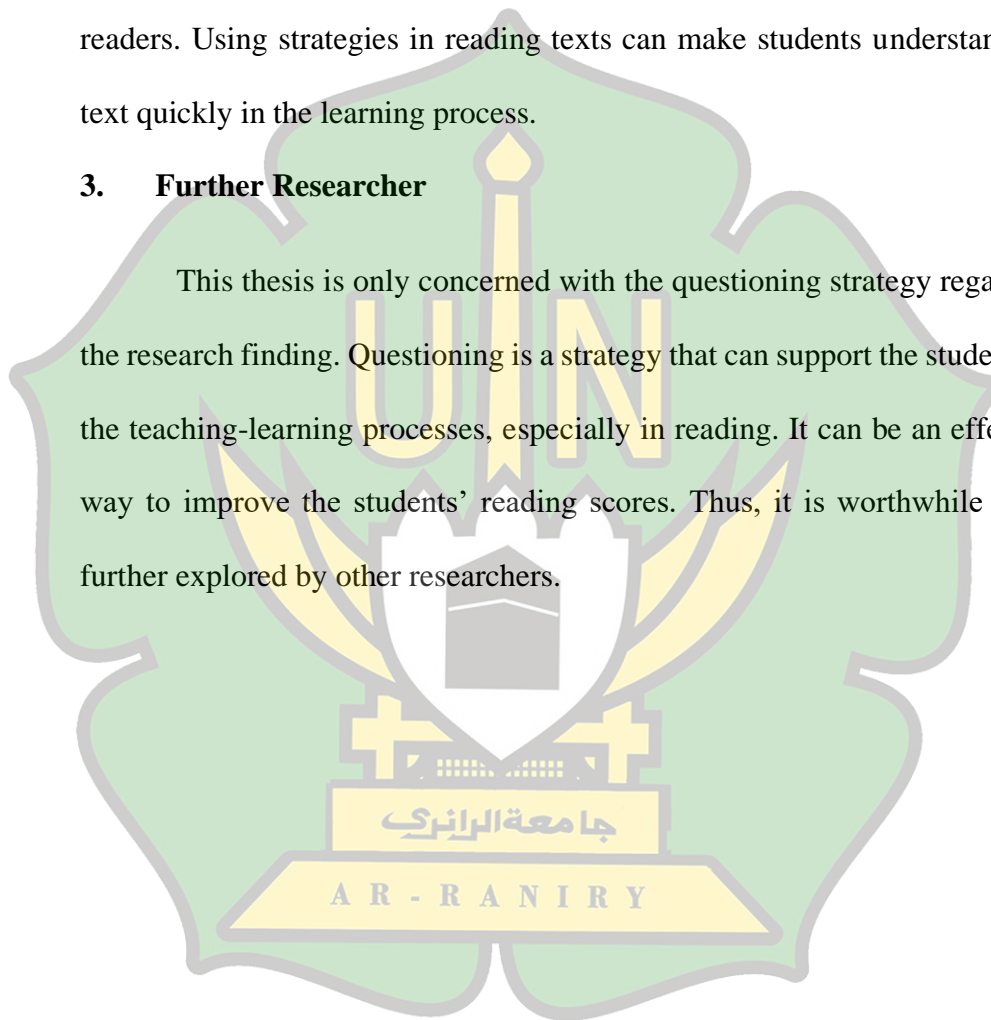 readers. Using strategies in reading texts can make students understan
text quickly in the learning process.
3. Further Researcher
This thesis is only concerned with the questioning strategy rega
the research finding. Questioning is a strategy that can support the stude
the teaching-learning processes, especially in reading. It can be an effe
way to improve the students’ reading scores. Thus, it is worthwhile
further explored by other researchers.
UIN
جامعة الرانري
AR-RANIRY